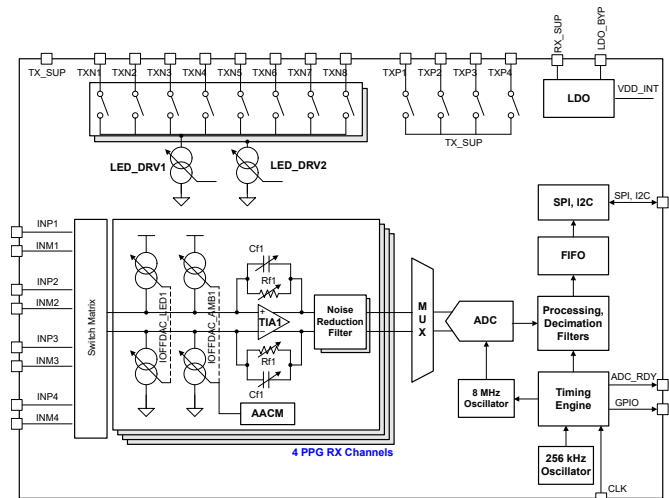 RX_SUP
LDO_BYP
TX_SUP
TXN1
TXN2
TXN3
TXN4
TXN5
TXN6
TXN7
TXN8
TXP1
TXP2
TXP3
TXP4
LDO
VDD_INT
TX_SUP
LED_DRV1
LED_DRV2
SPI, I2C
SPI, I2C
FIFO
INP1
INM1
INP2
INM2
INP3
INM3
INP4
INM4
Switch Matrix
IOFFDAC_LED1
IOFFDAC_AMB1
Cf1
Rf1
+
TIA1
−
Rf1
Cf1
AACM
Noise
Reduction
Filter
4 PPG RX Channels
M
U
X
ADC
Processing,
Decimation
Filters
8 MHz
Oscillator
Timing
Engine
ADC_RDY
GPIO
256 kHz
Oscillator
CLK